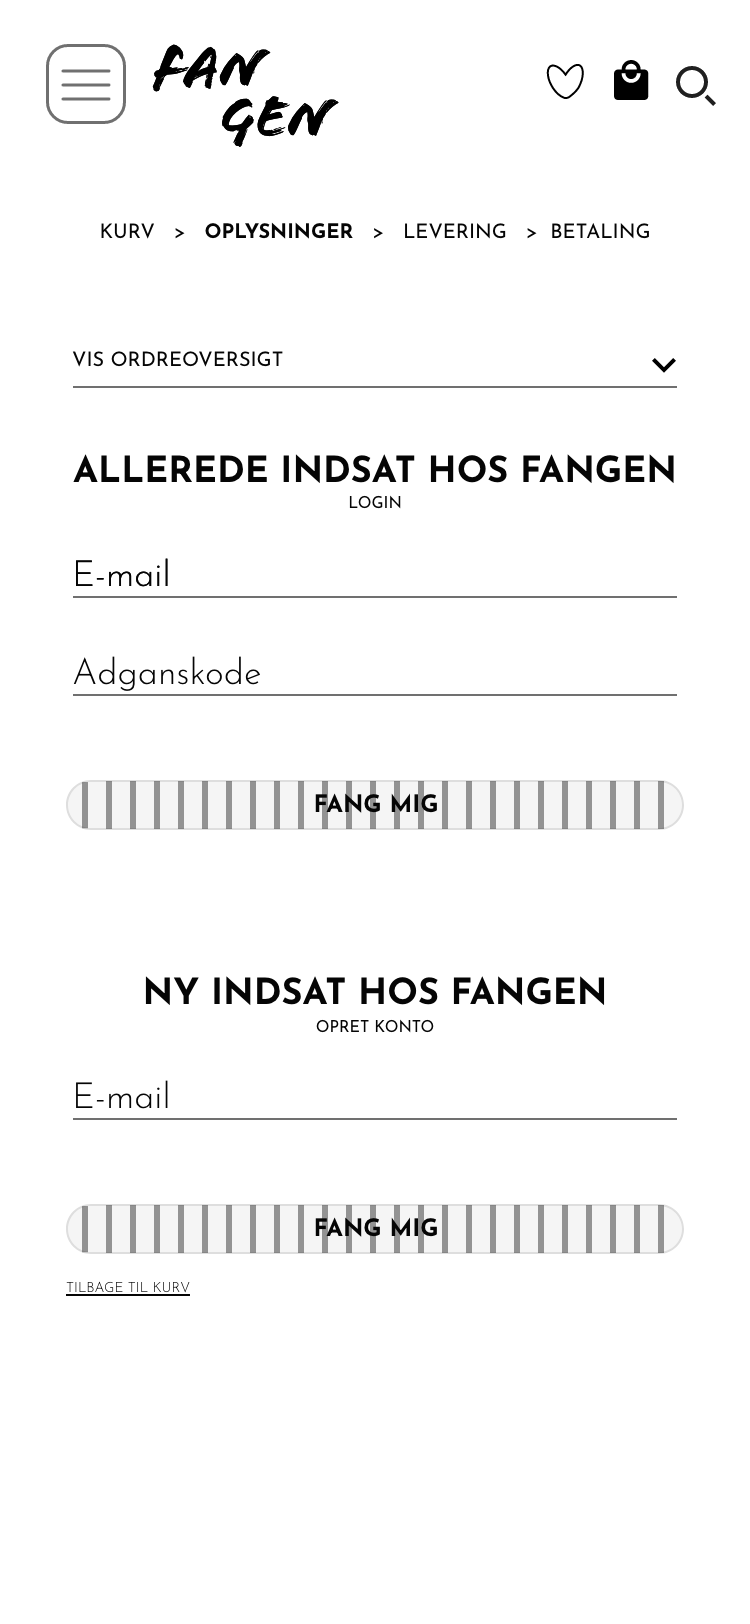 FAN
GEN
KURV > OPLYSNINGER > LEVERING > BETALING
VIS ORDREOVERSIGT
ALLEREDE INDSAT HOS FANGEN
LOGIN
E-mail
Adganskode
FANG MIG
NY INDSAT HOS FANGEN
OPRET KONTO
E-mail
FANG MIG
TILBAGE TIL KURV